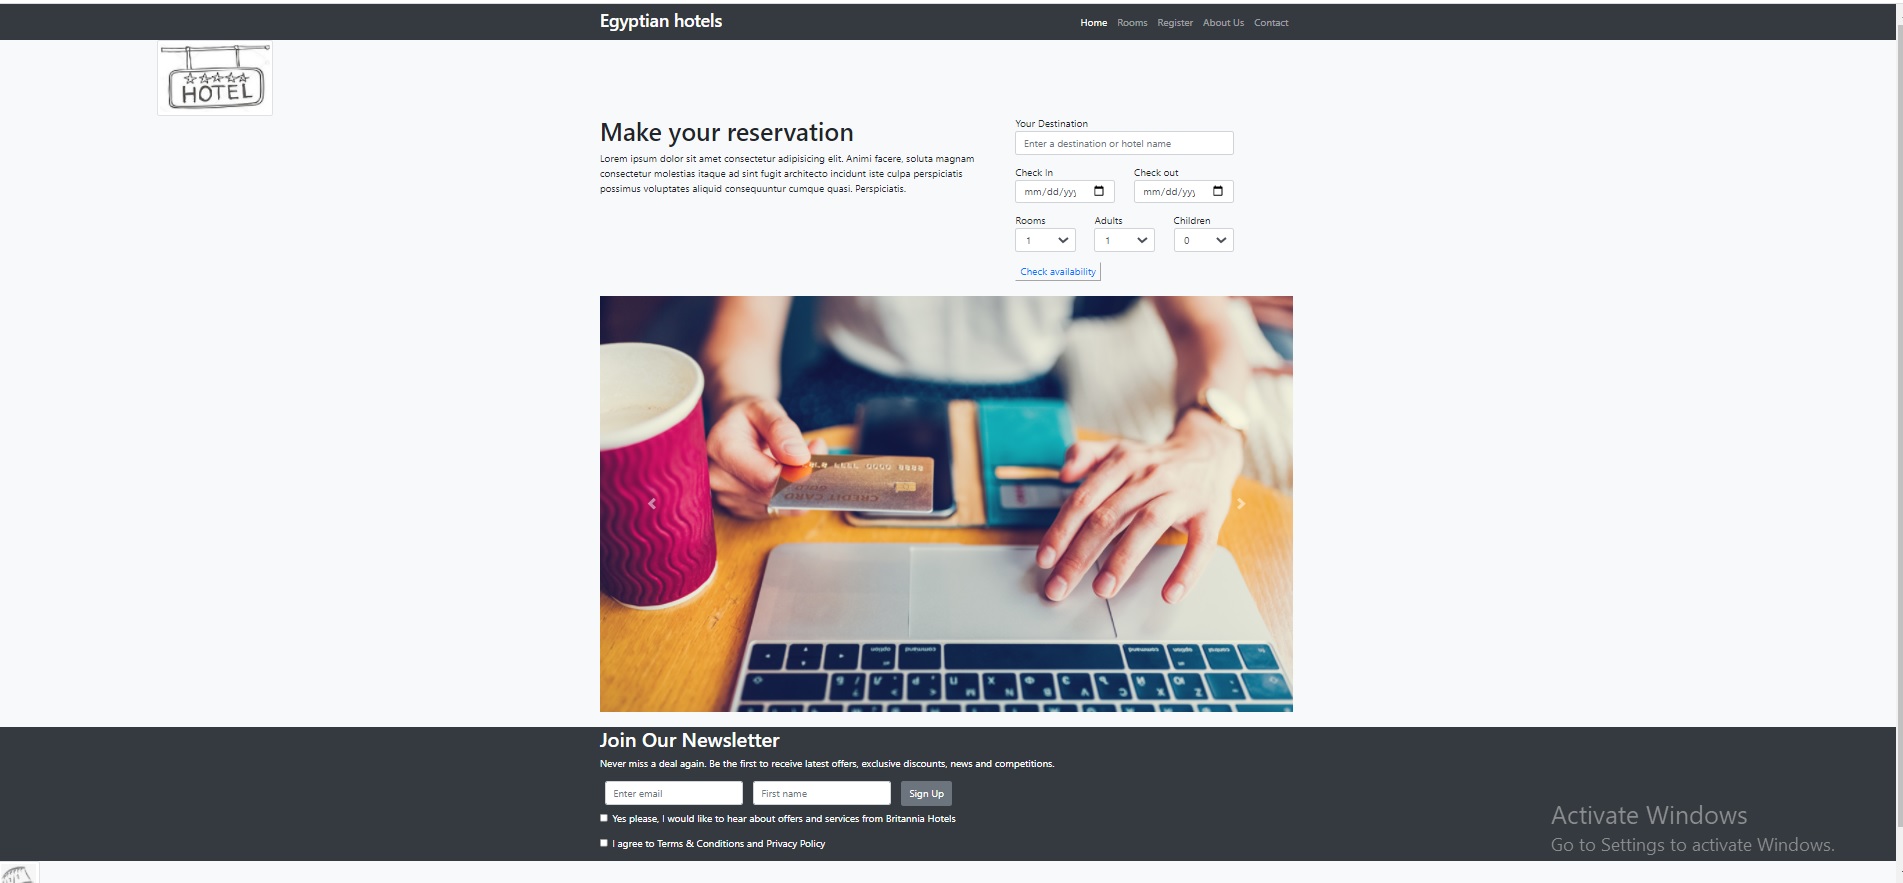 Egyptian hotels
Home Rooms Register About Us Contact
HOTEL
Make your reservation
Lorem ipsum dolor sit amet consectetur adipisicing elit. Animi facere, soluta magnam
consectetur molestias itaque ad sint fugit architecto incidunt iste culpa perspiciatis
possimus voluptates aliquid consequuntur cumque quasi. Perspiciatis.
Your Destination
Enter a destination or hotel name
Check In Check out
mm/dd/yyy mm/dd/yyy
Rooms Adults Children
1 1 0
Check availability
CREDIT CARD
GOLD
Join Our Newsletter
Never miss a deal again. Be the first to receive latest offers, exclusive discounts, news and competitions.
Enter email First name Sign Up
Yes please, I would like to hear about offers and services from Britannia Hotels
I agree to Terms & Conditions and Privacy Policy
Activate Windows
Go to Settings to activate Windows.